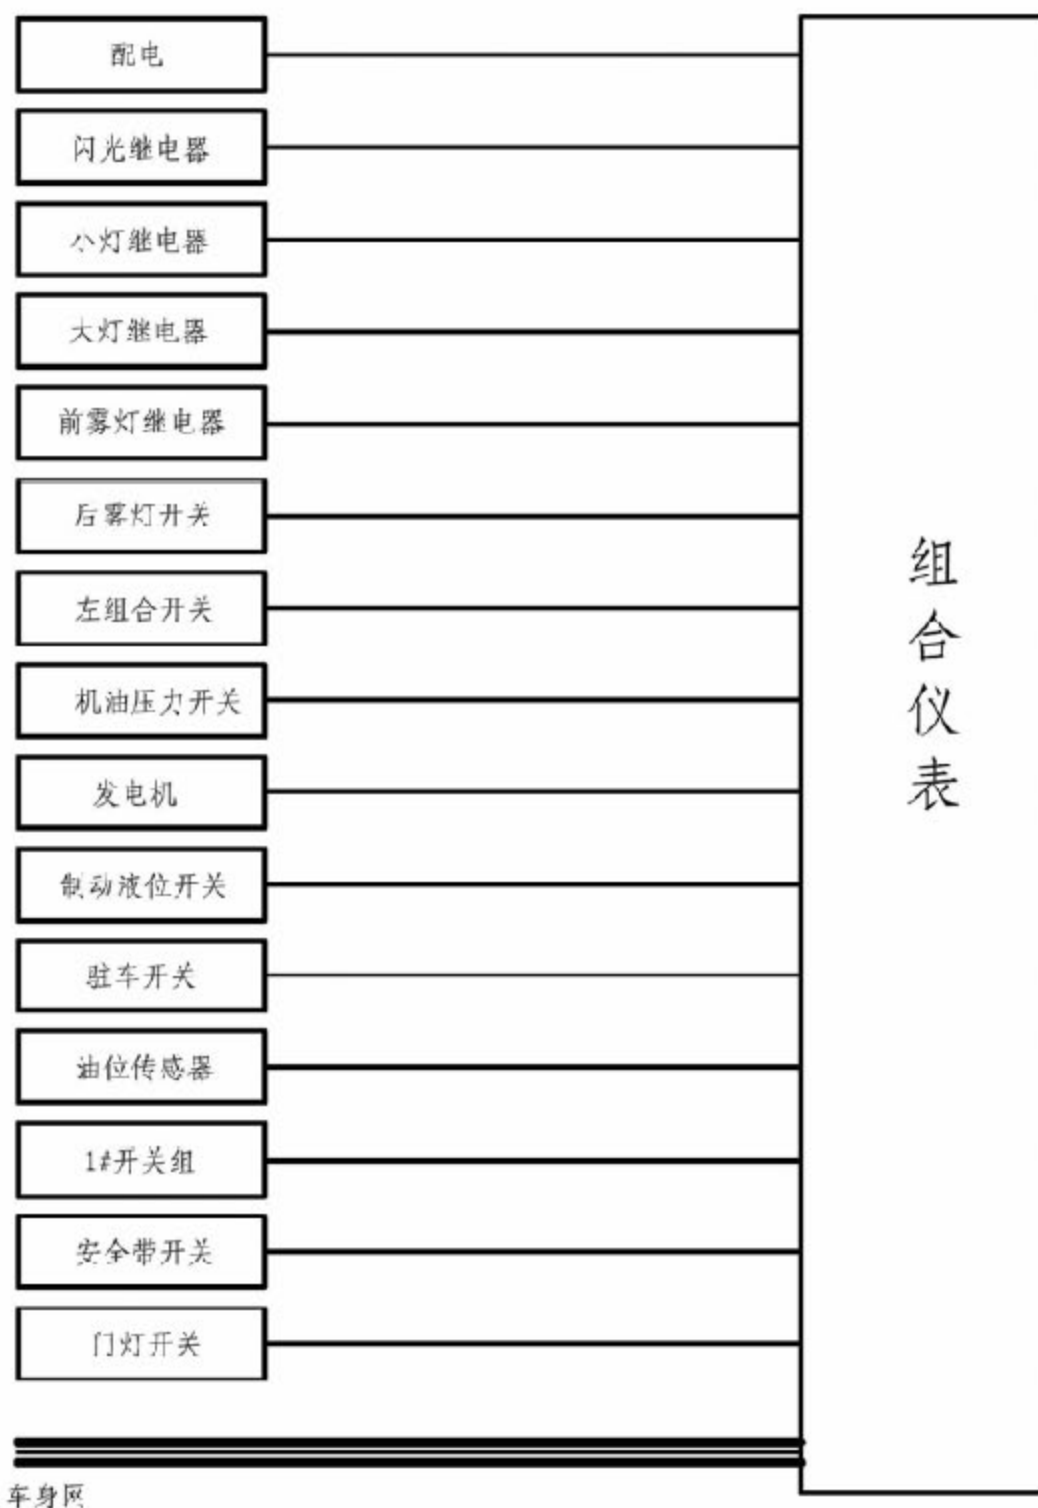 配电
闪光继电器
小灯继电器
大灯继电器
前雾灯继电器
后雾灯开关
左组合开关
机油压力开关
发电机
制动液位开关
驻车开关
油位传感器
1#开关组
安全带开关
门灯开关
车身网
组合仪表